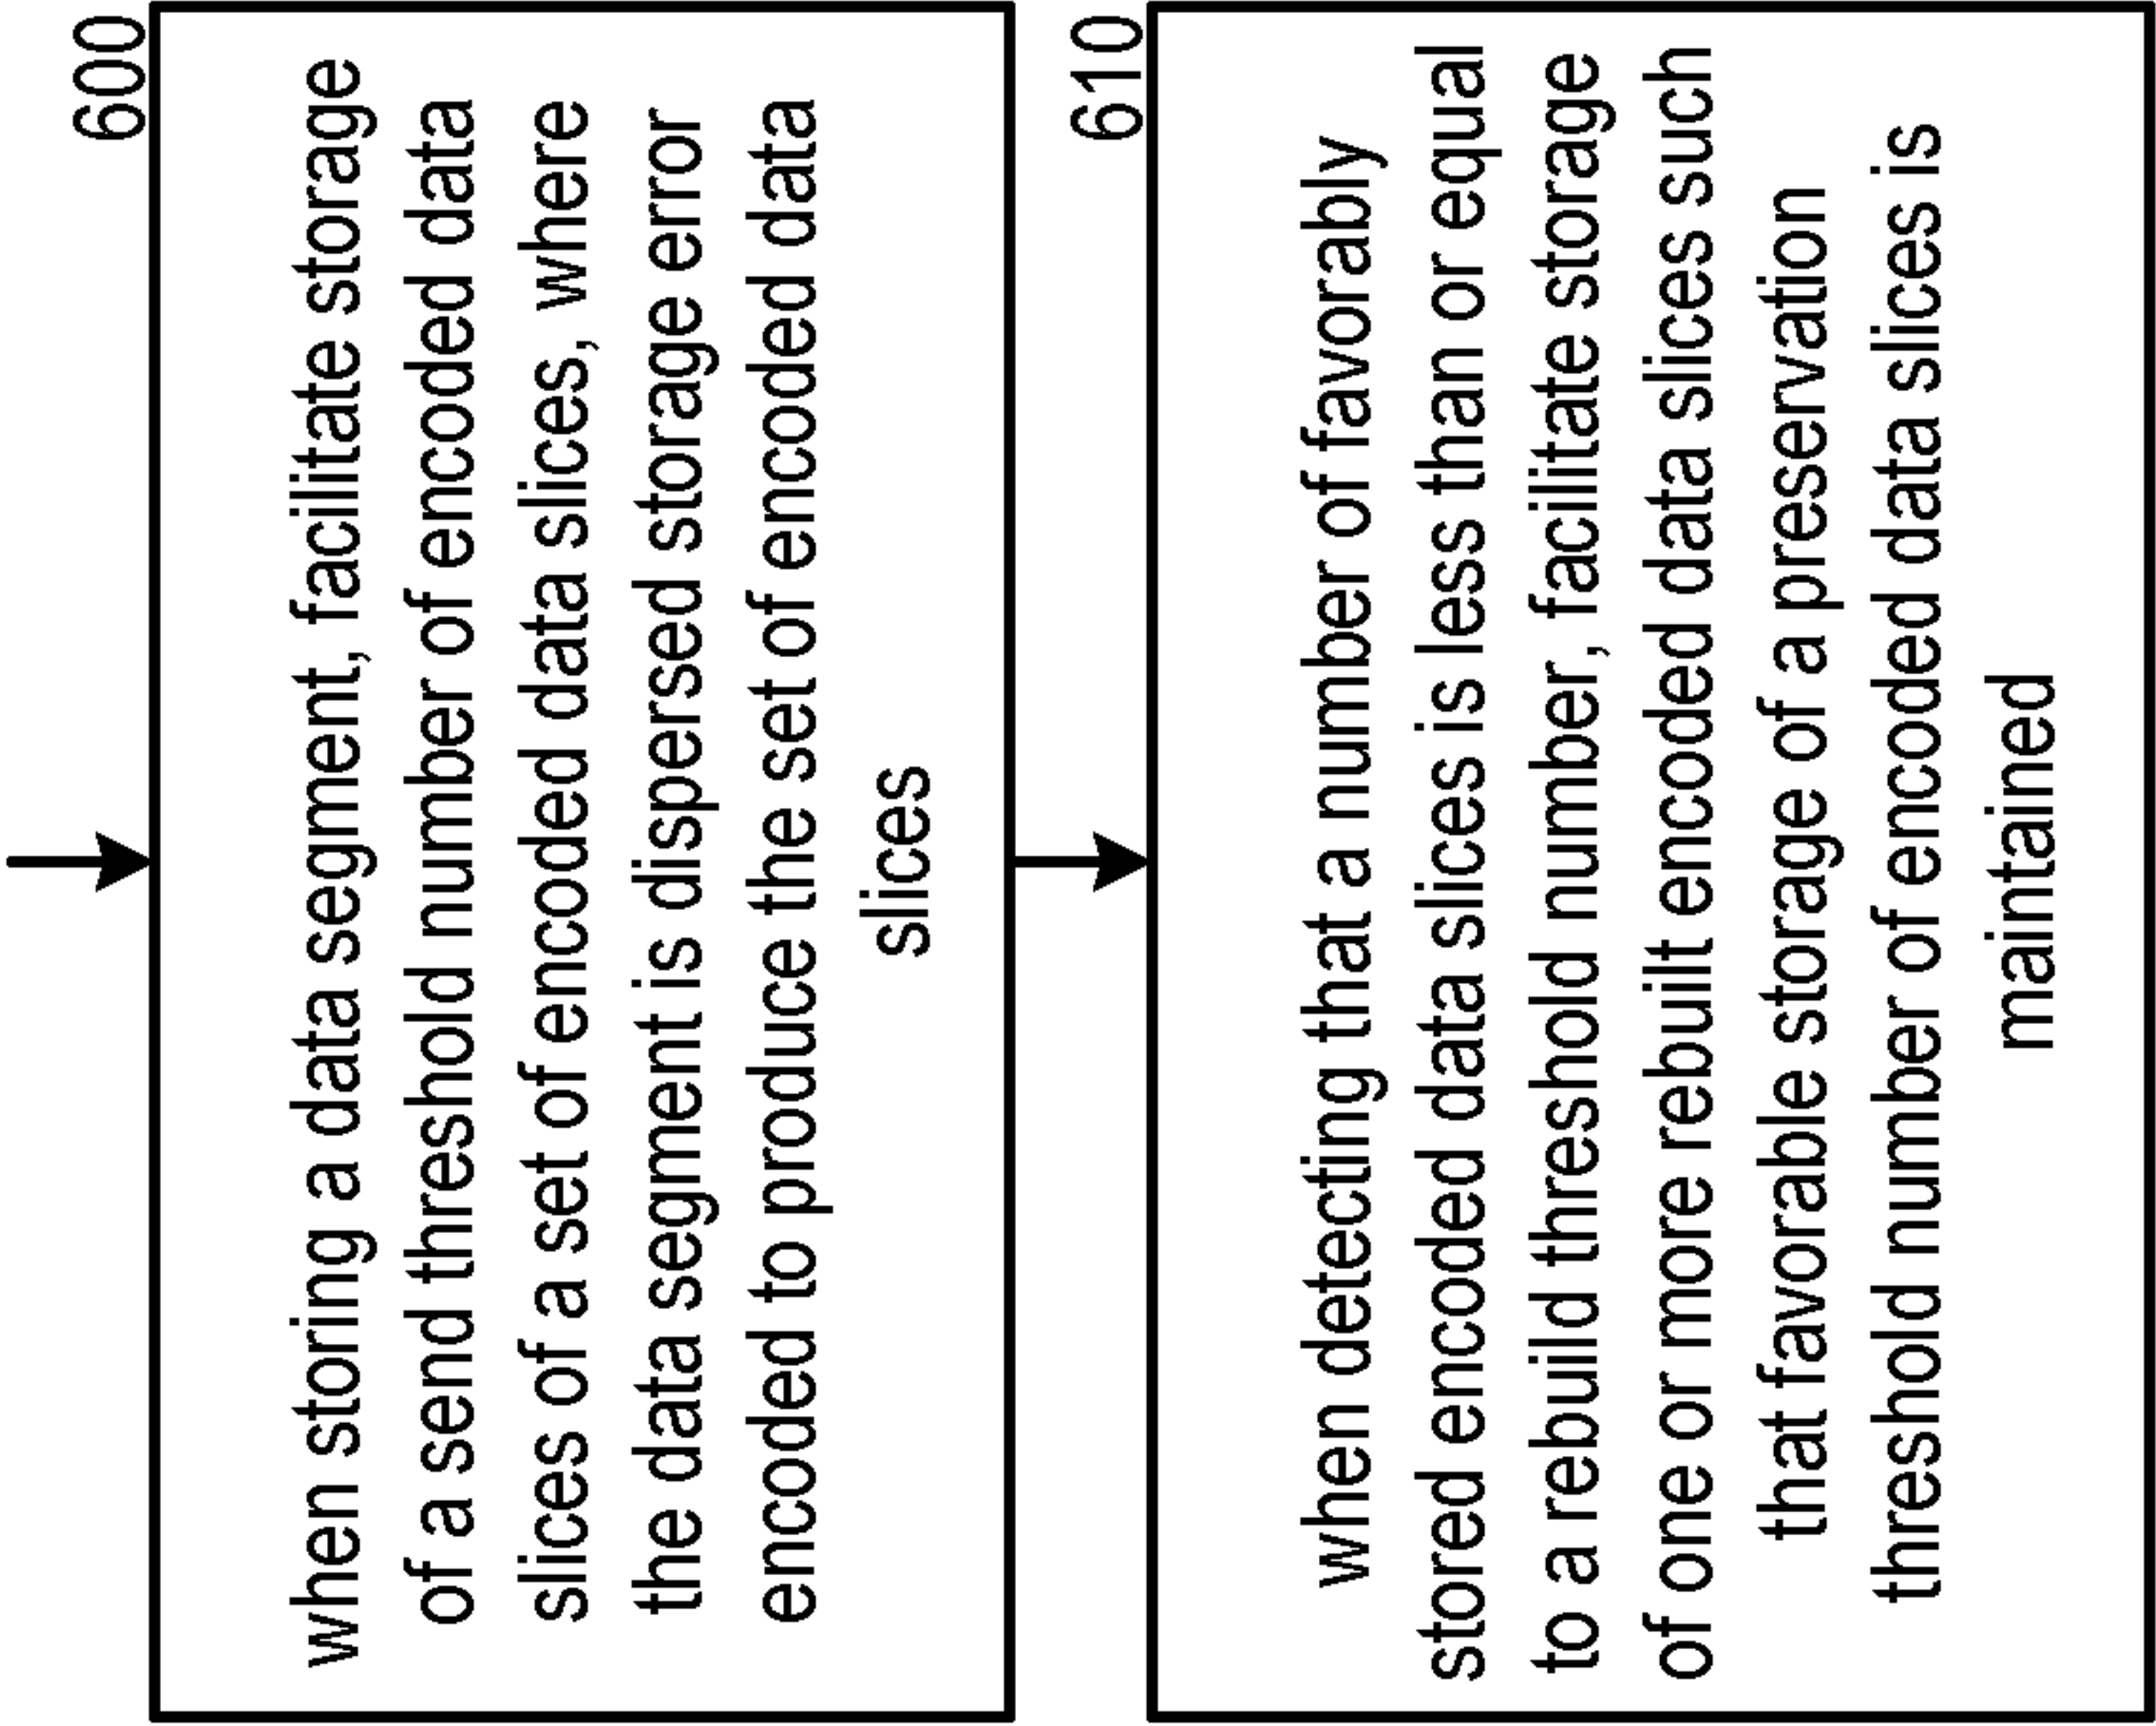 600
when storing a data segment, facilitate storage
of a send threshold number of encoded data
slices of a set of encoded data slices, where
the data segment is dispersed storage error
encoded to produce the set of encoded data
slices
610
when detecting that a number of favorably
stored encoded data slices is less than or equal
to a rebuild threshold number, facilitate storage
of one or more rebuilt encoded data slices such
that favorable storage of a preservation
threshold number of encoded data slices is
maintained